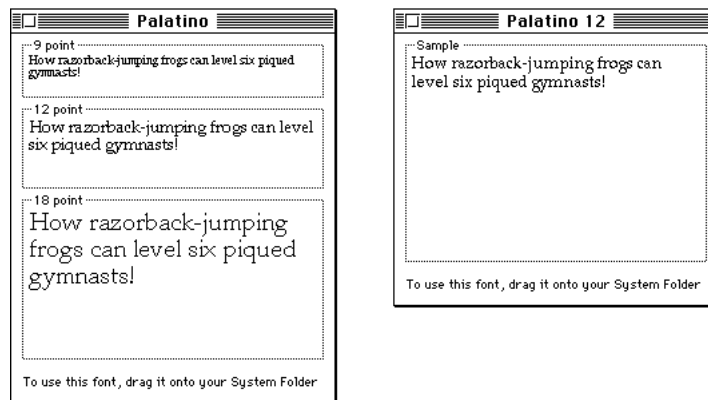 Palatino
9 point
How razorback-jumping frogs can level six piqued
gymnasts!
12 point
How razorback-jumping frogs can level
six piqued gymnasts!
18 point
How razorback-jumping
frogs can level six piqued
gymnasts!
To use this font, drag it onto your System Folder
Palatino 12
Sample
How razorback-jumping frogs can
level six piqued gymnasts!
To use this font, drag it onto your System Folder